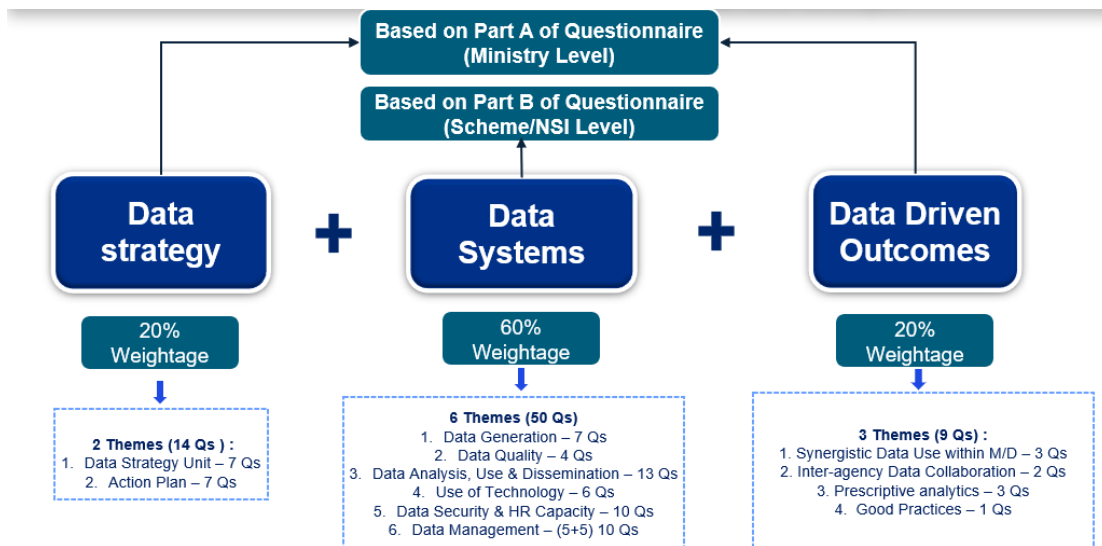 Based on Part A of Questionnaire
(Ministry Level)
Based on Part B of Questionnaire
(Scheme/NSI Level)
Data
strategy
+
Data
Systems
+
Data Driven
Outcomes
20%
Weightage
60%
Weightage
20%
Weightage
2 Themes (14 Qs ) :
1. Data Strategy Unit – 7 Qs
2. Action Plan – 7 Qs
6 Themes (50 Qs)
1. Data Generation – 7 Qs
2. Data Quality – 4 Qs
3. Data Analysis, Use & Dissemination – 13 Qs
4. Use of Technology – 6 Qs
5. Data Security & HR Capacity – 10 Qs
6. Data Management – (5+5) 10 Qs
3 Themes (9 Qs) :
1. Synergistic Data Use within M/D – 3 Qs
2. Inter-agency Data Collaboration – 2 Qs
3. Prescriptive analytics – 3 Qs
4. Good Practices – 1 Qs